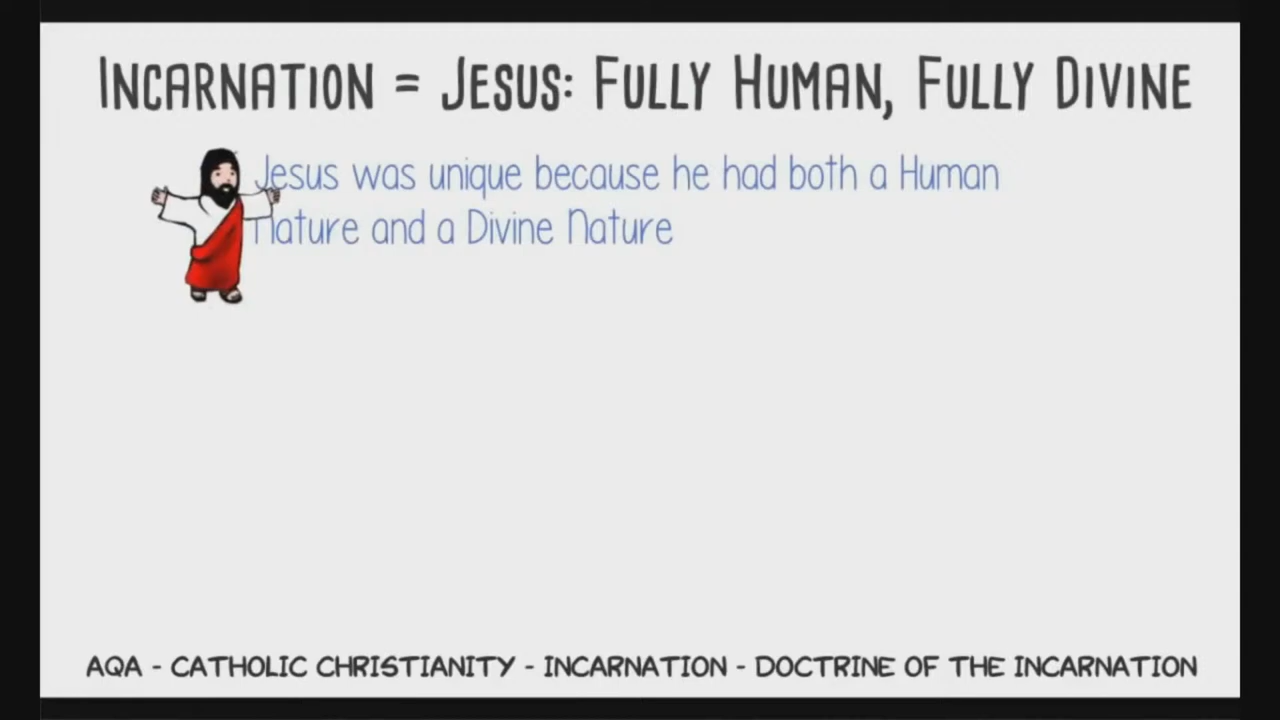 INCARNATION = JESUS: FULLY HUMAN, FULLY DIVINE
Jesus was unique because he had both a Human
Nature and a Divine Nature
AQA - CATHOLIC CHRISTIANITY - INCARNATION - DOCTRINE OF THE INCARNATION